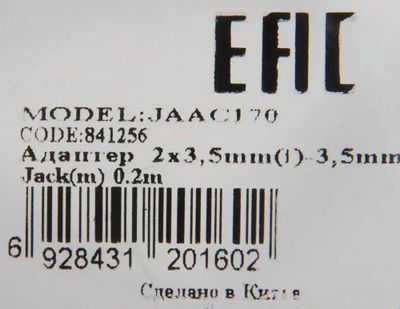 EAC
MODEL:JAAC170
CODE:841256
Адаптер 2x3,5mm(f)-3,5mm
Jack(m) 0.2m
6 928431 201602
Сделано в Китае